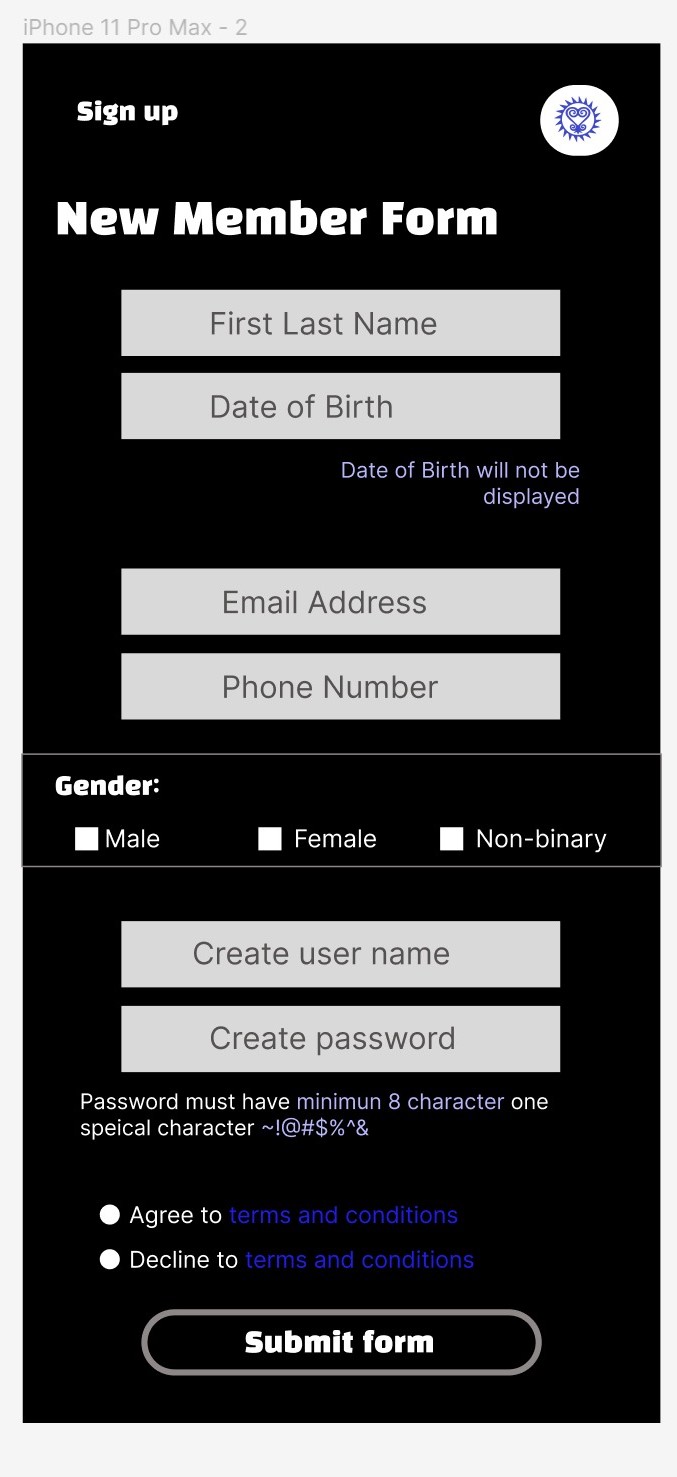 iPhone 11 Pro Max - 2
Sign up
New Member Form
First Last Name
Date of Birth
Date of Birth will not be
displayed
Email Address
Phone Number
Gender:
Male Female Non-binary
Create user name
Create password
Password must have minimun 8 character one
speical character ~!@#$%^&
Agree to terms and conditions
Decline to terms and conditions
Submit form